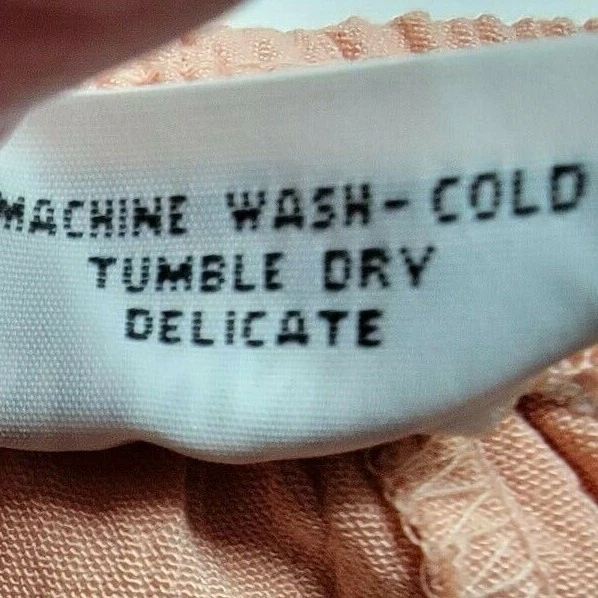 MACHINE WASH-COLD
TUMBLE DRY
DELICATE